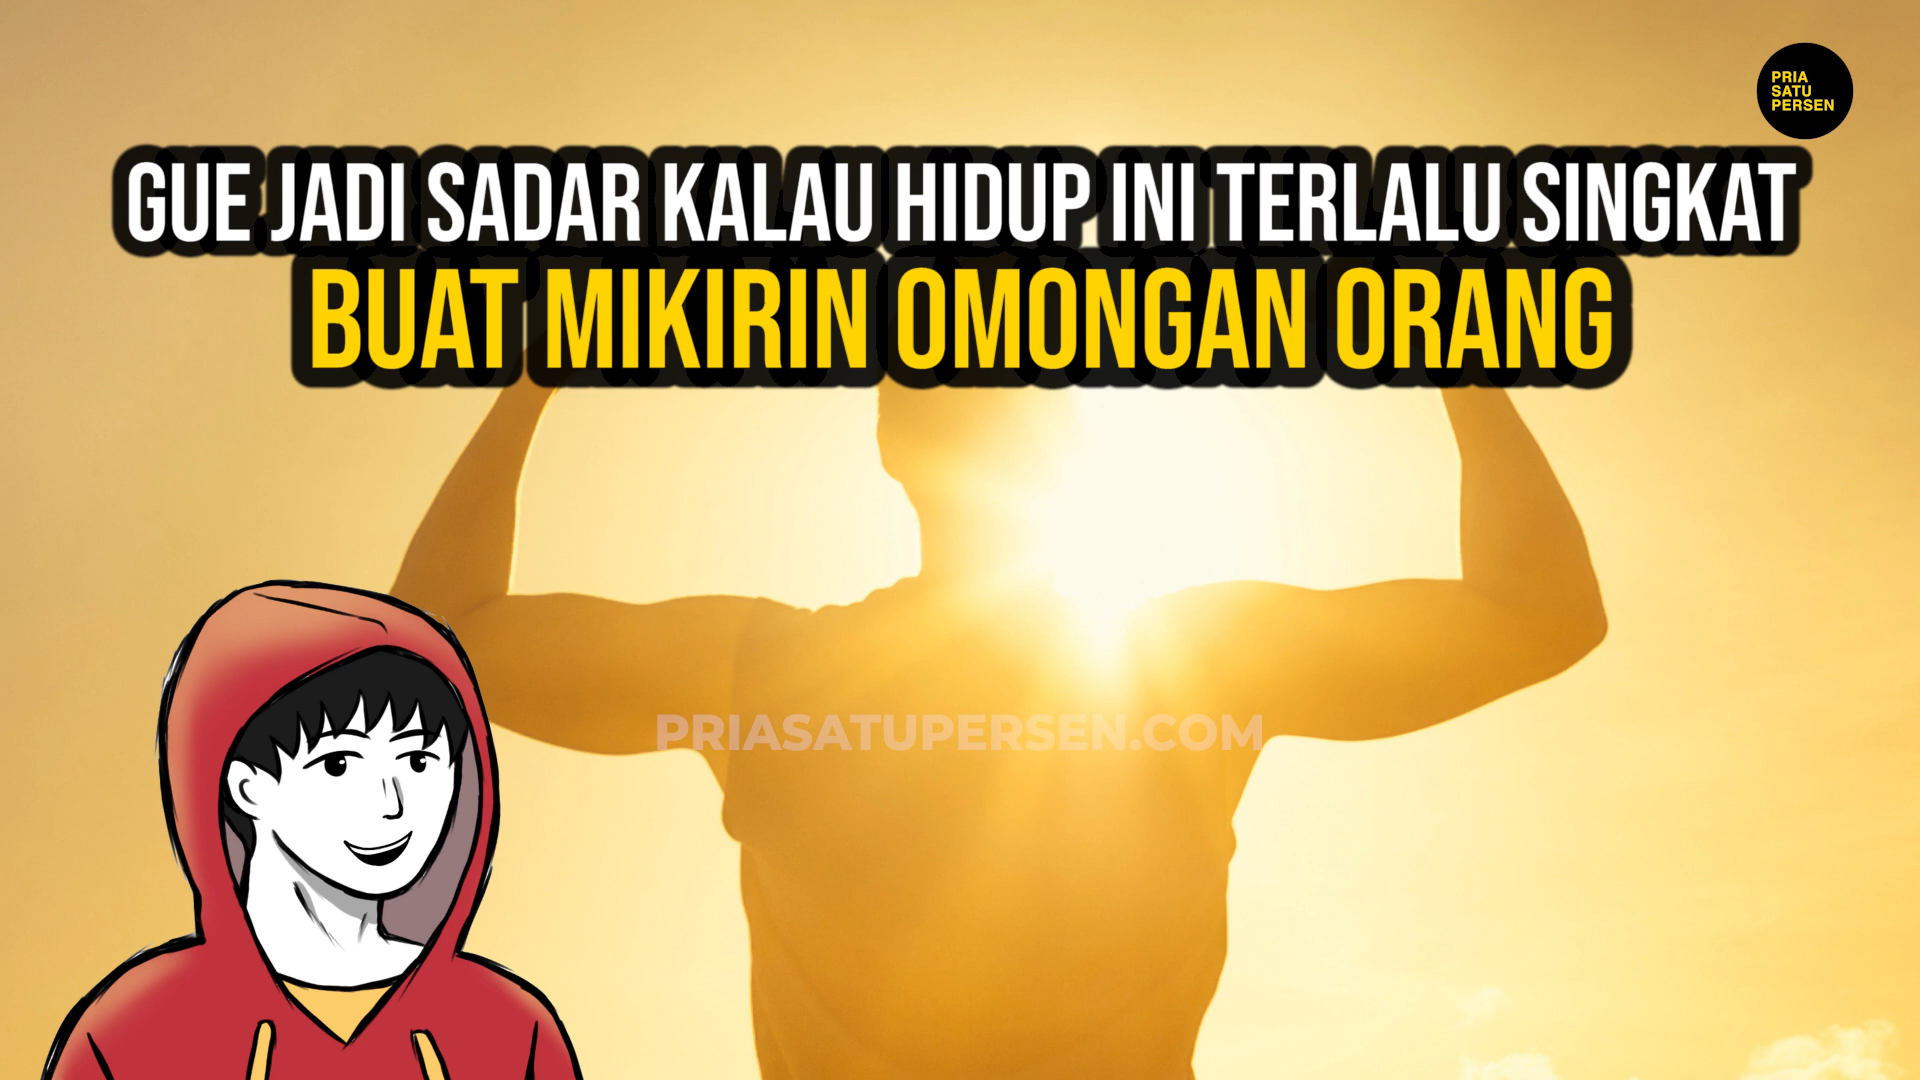 PRIA
SATU
PERSEN
GUE JADI SADAR KALAU HIDUP INI TERLALU SINGKAT
BUAT MIKIRIN OMONGAN ORANG
PRIASATUPERSEN.COM